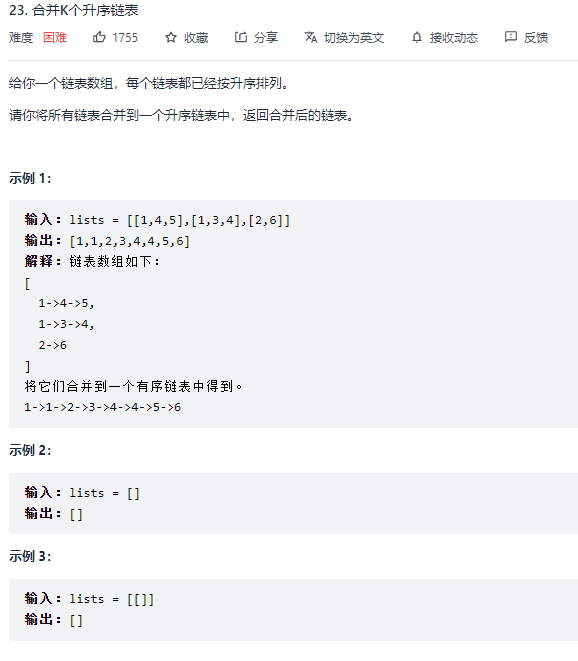 23. 合并K个升序链表
难度 困难 1755 收藏 分享 切换为英文 接收动态 反馈
给你一个链表数组，每个链表都已经按升序排列。
请你将所有链表合并到一个升序链表中，返回合并后的链表。
示例 1：
输入：lists = [[1,4,5],[1,3,4],[2,6]]
输出：[1,1,2,3,4,4,5,6]
解释：链表数组如下：
[
  1->4->5,
  1->3->4,
  2->6
]
将它们合并到一个有序链表中得到。
1->1->2->3->4->4->5->6
示例 2：
输入：lists = []
输出：[]
示例 3：
输入：lists = [[]]
输出：[]